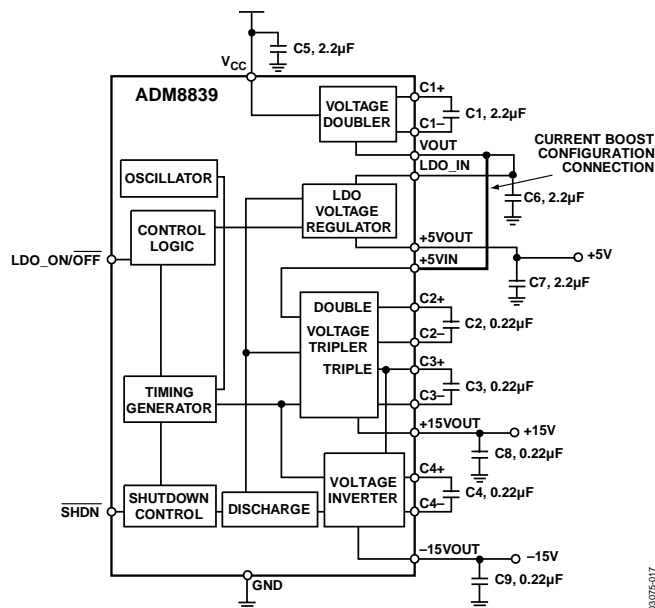 C5, 2.2µF
VCC
ADM8839
VOLTAGE
DOUBLER
C1+
C1–
C1, 2.2µF
VOUT
LDO_IN
CURRENT BOOST
CONFIGURATION
CONNECTION
OSCILLATOR
LDO
VOLTAGE
REGULATOR
C6, 2.2µF
CONTROL
LOGIC
LDO_ON/OFF
+5VOUT
+5V
+5VIN
C7, 2.2µF
DOUBLE
VOLTAGE
TRIPLER
TRIPLE
C2+
C2–
C2, 0.22µF
C3+
C3–
C3, 0.22µF
TIMING
GENERATOR
+15VOUT
+15V
C8, 0.22µF
C4+
C4–
C4, 0.22µF
VOLTAGE
INVERTER
SHDN
SHUTDOWN
CONTROL
DISCHARGE
–15VOUT
–15V
GND
C9, 0.22µF
03075-017